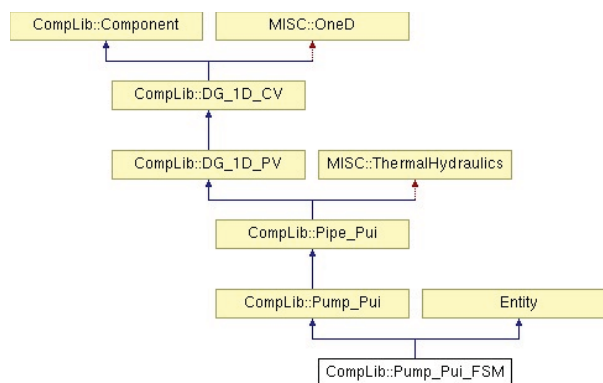 CompLib::Component
MISC::OneD
CompLib::DG_1D_CV
CompLib::DG_1D_PV
MISC::ThermalHydraulics
CompLib::Pipe_Pui
CompLib::Pump_Pui
Entity
CompLib::Pump_Pui_FSM